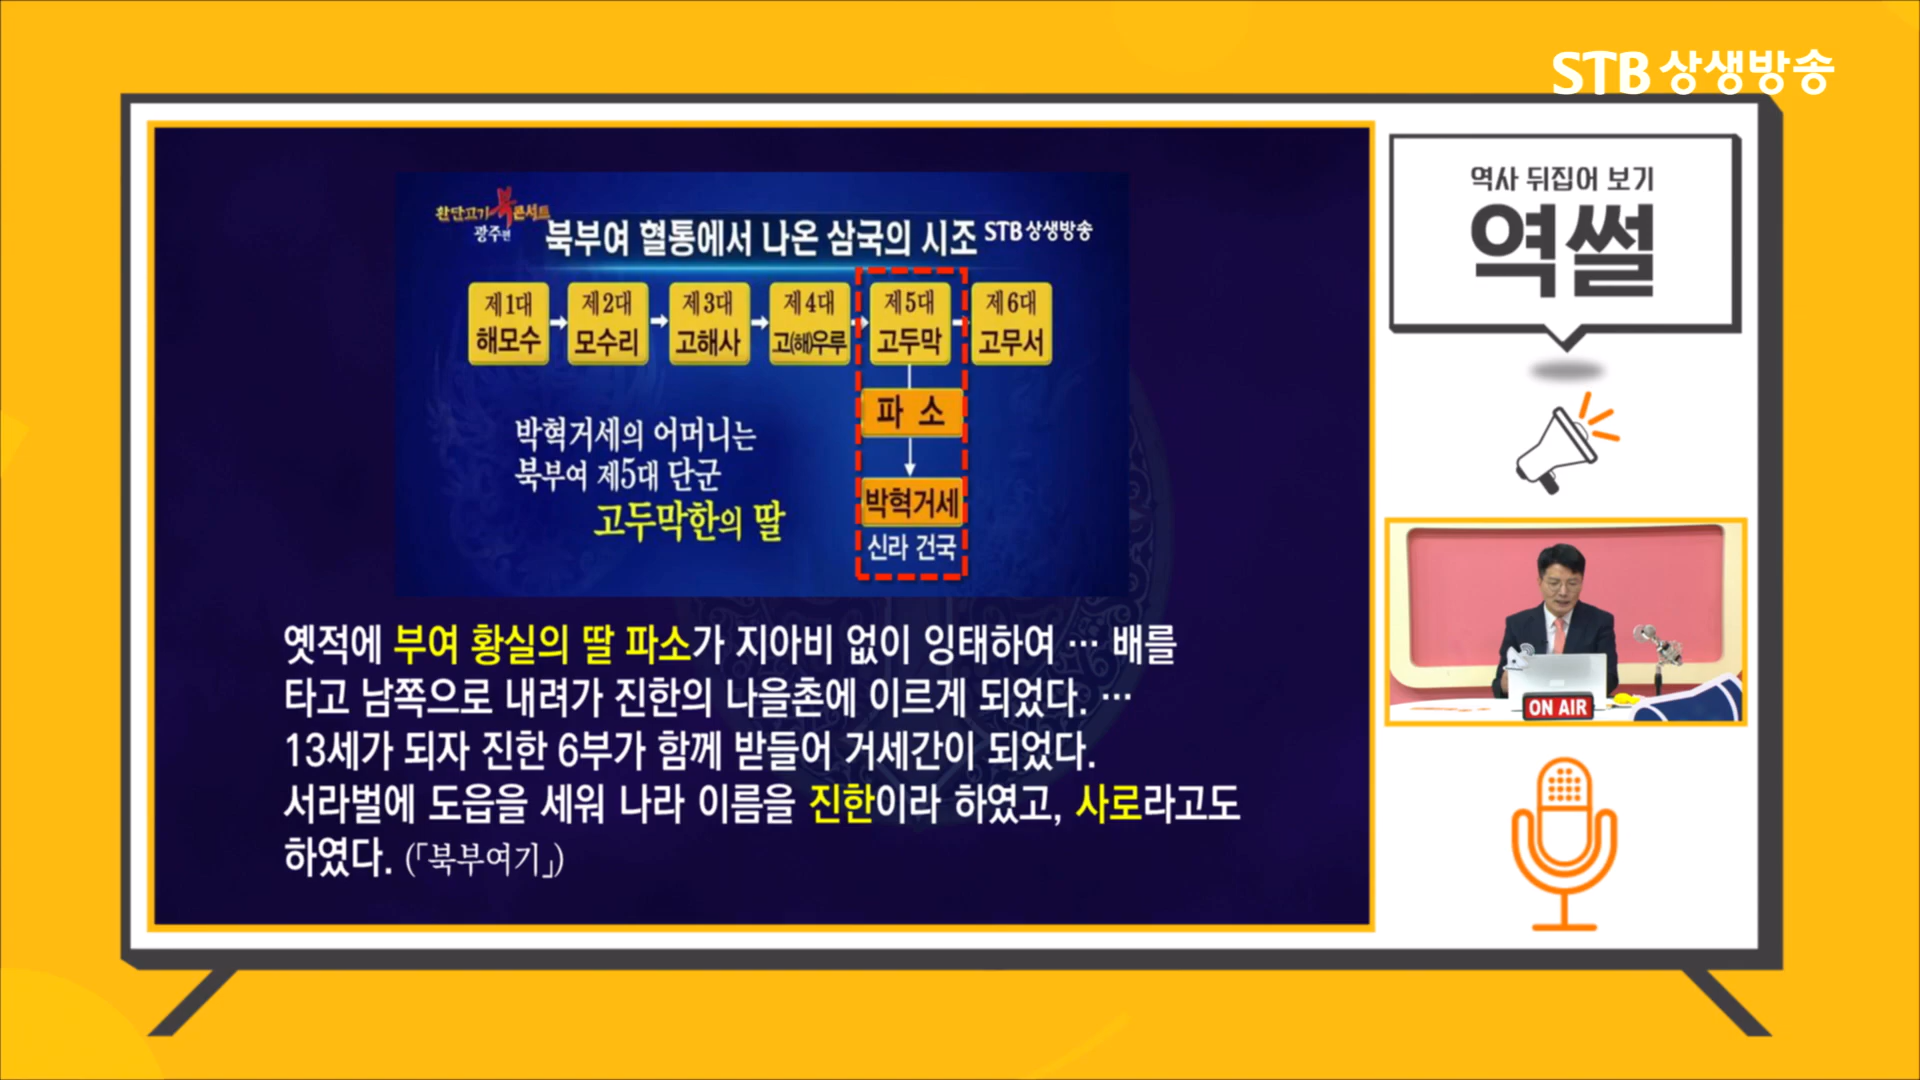 STB 상생방송
환단고기 북 콘서트
광주편
북부여 혈통에서 나온 삼국의 시조
STB 상생방송
제1대
해모수
제2대
모수리
제3대
고해사
제4대
고(해)우루
제5대
고두막
제6대
고무서
파 소
박혁거세
신라 건국
박혁거세의 어머니는
북부여 제5대 단군
고두막한의 딸
옛적에 부여 황실의 딸 파소가 지아비 없이 잉태하여 … 배를
타고 남쪽으로 내려가 진한의 나을촌에 이르게 되었다. …
13세가 되자 진한 6부가 함께 받들어 거세간이 되었다.
서라벌에 도읍을 세워 나라 이름을 진한이라 하였고, 사로라고도
하였다. (「북부여기」)
역사 뒤집어 보기
역썰
ON AIR